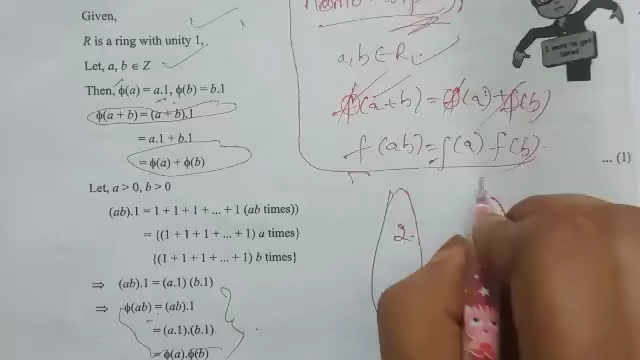 Given,
R is a ring with unity 1,
Let, a, b ∈ Z
Then, ϕ(a) = a.1, ϕ(b) = b.1
ϕ(a + b) = (a + b).1
= a.1 + b.1
= ϕ(a) + ϕ(b)
Let, a > 0, b > 0
(ab).1 = 1 + 1 + 1 + ... + 1 (ab times))
= {(1 + 1 + 1 + ... + 1) a times}
{(1 + 1 + 1 + ... + 1) b times}
⇒ (ab).1 = (a.1) (b.1)
⇒ ϕ(ab) = (ab).1
= (a.1).(b.1)
= ϕ(a).ϕ(b)
a, b ∈ R
ϕ(a+b) = ϕ(a) + ϕ(b)
f(ab) = f(a) f(b).
... (1)
2.